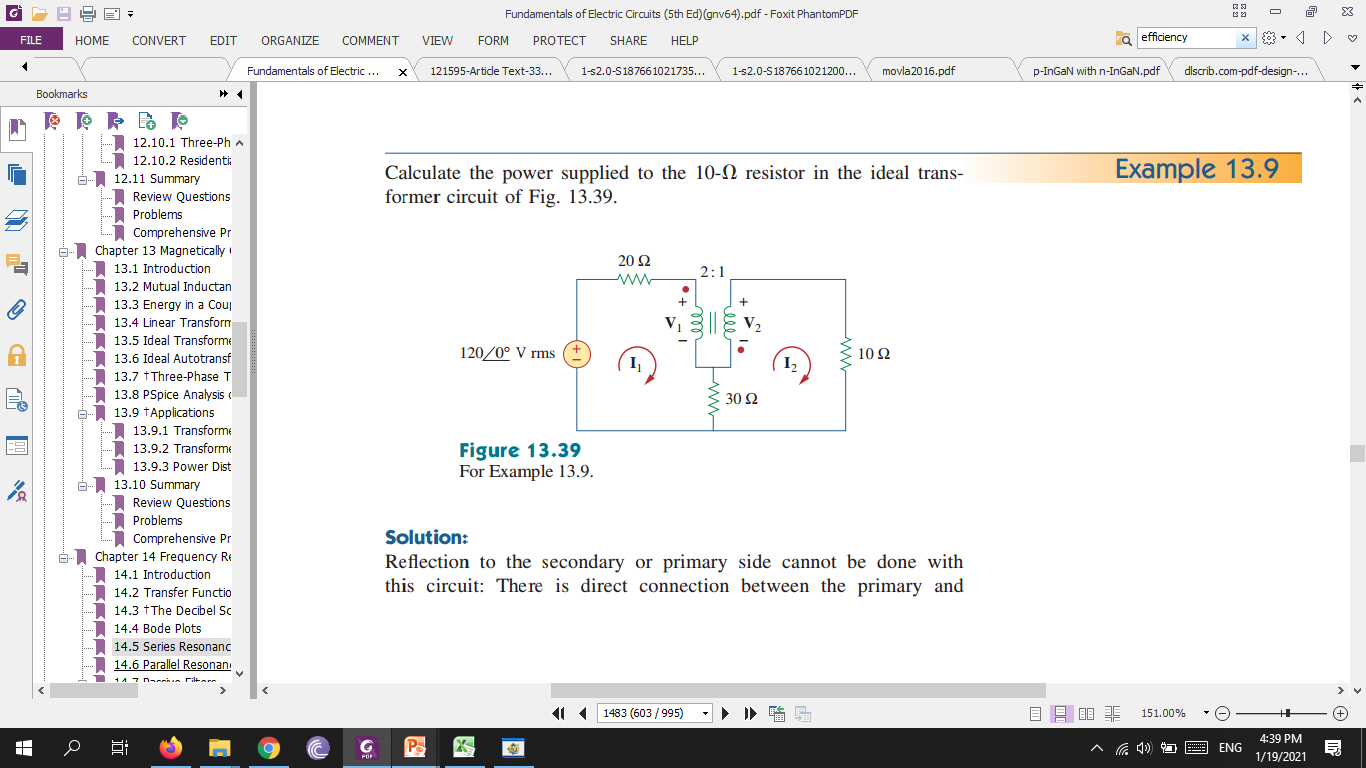 Fundamentals of Electric Circuits (5th Ed)(gnv64).pdf - Foxit PhantomPDF
FILE HOME CONVERT EDIT ORGANIZE COMMENT VIEW FORM PROTECT SHARE HELP efficiency
Fundamentals of Electric ... 121595-Article Text-33... 1-s2.0-S187661021735... 1-s2.0-S187661021200... movla2016.pdf p-InGaN with n-InGaN.pdf dlscrib.com-pdf-design-...
Bookmarks
12.10.1 Three-Ph
12.10.2 Residentia
12.11 Summary
Review Questions
Problems
Comprehensive Pr
Chapter 13 Magnetically
13.1 Introduction
13.2 Mutual Inductan
13.3 Energy in a Coup
13.4 Linear Transform
13.5 Ideal Transforme
13.6 Ideal Autotransf
13.7 †Three-Phase T
13.8 PSpice Analysis
13.9 †Applications
13.9.1 Transforme
13.9.2 Transforme
13.9.3 Power Dist
13.10 Summary
Review Questions
Problems
Comprehensive Pr
Chapter 14 Frequency Re
14.1 Introduction
14.2 Transfer Functio
14.3 †The Decibel Sc
14.4 Bode Plots
14.5 Series Resonanc
14.6 Parallel Resonan
14.7 Passive Filters
Example 13.9
Calculate the power supplied to the 10-Ω resistor in the ideal trans-
former circuit of Fig. 13.39.
20 Ω
2 : 1
+ +
V1 V2
− −
120/0° V rms + − I1 I2 10 Ω
30 Ω
Figure 13.39
For Example 13.9.
Solution:
Reflection to the secondary or primary side cannot be done with
this circuit: There is direct connection between the primary and
1483 (603 / 995) 151.00%
PDF ENG 4:39 PM
1/19/2021